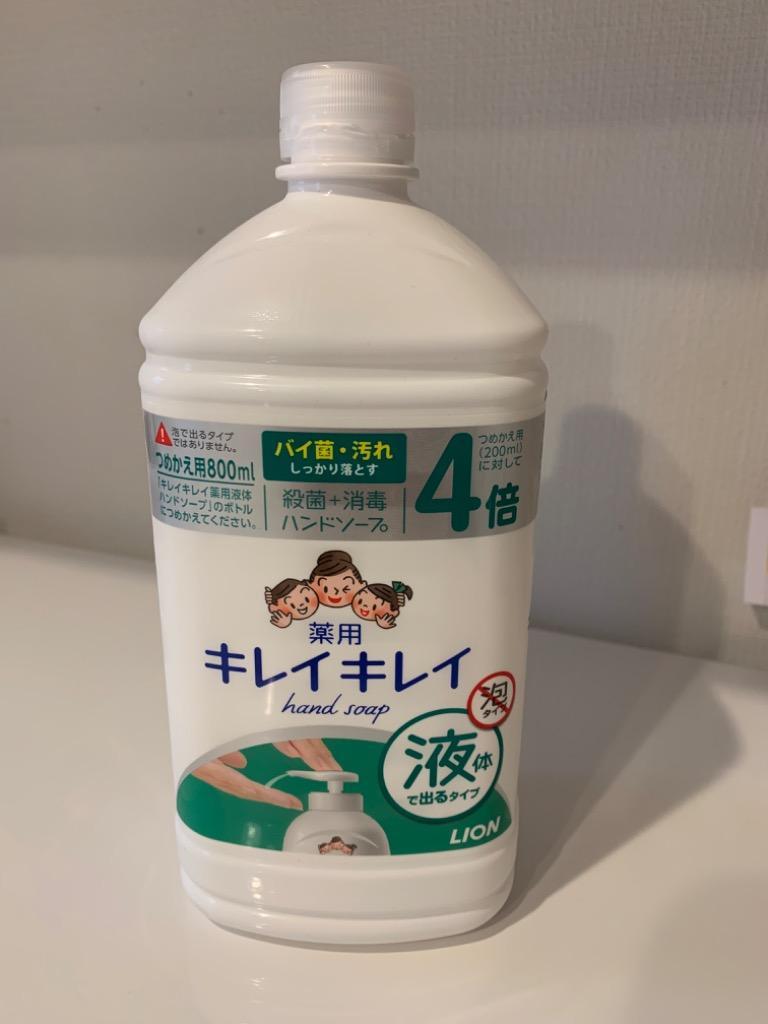 泡で出るタイプ
ではありません。
つめかえ用800ml
「キレイキレイ薬用液体
ハンドソープ」のボトル
につめかえてください。
バイ菌・汚れ
しっかり落とす
殺菌+消毒
ハンドソープ。
4倍
つめかえ用
(200ml)
に対して
薬用
キレイキレイ
hand soap
泡
タイプ
液体
で出るタイプ
LION